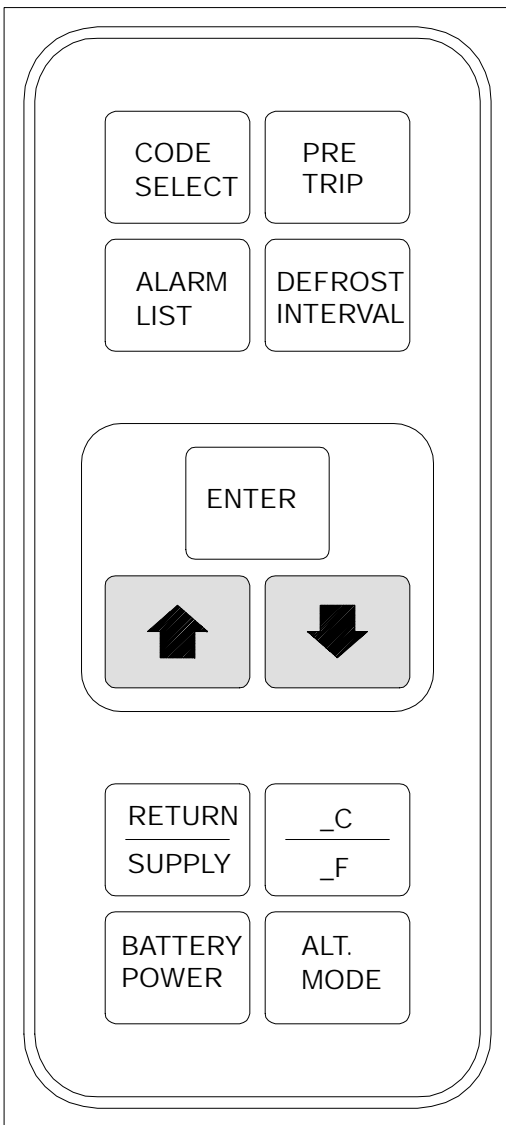 CODE
SELECT
PRE
TRIP
ALARM
LIST
DEFROST
INTERVAL
ENTER
RETURN
SUPPLY
_C
_F
BATTERY
POWER
ALT.
MODE